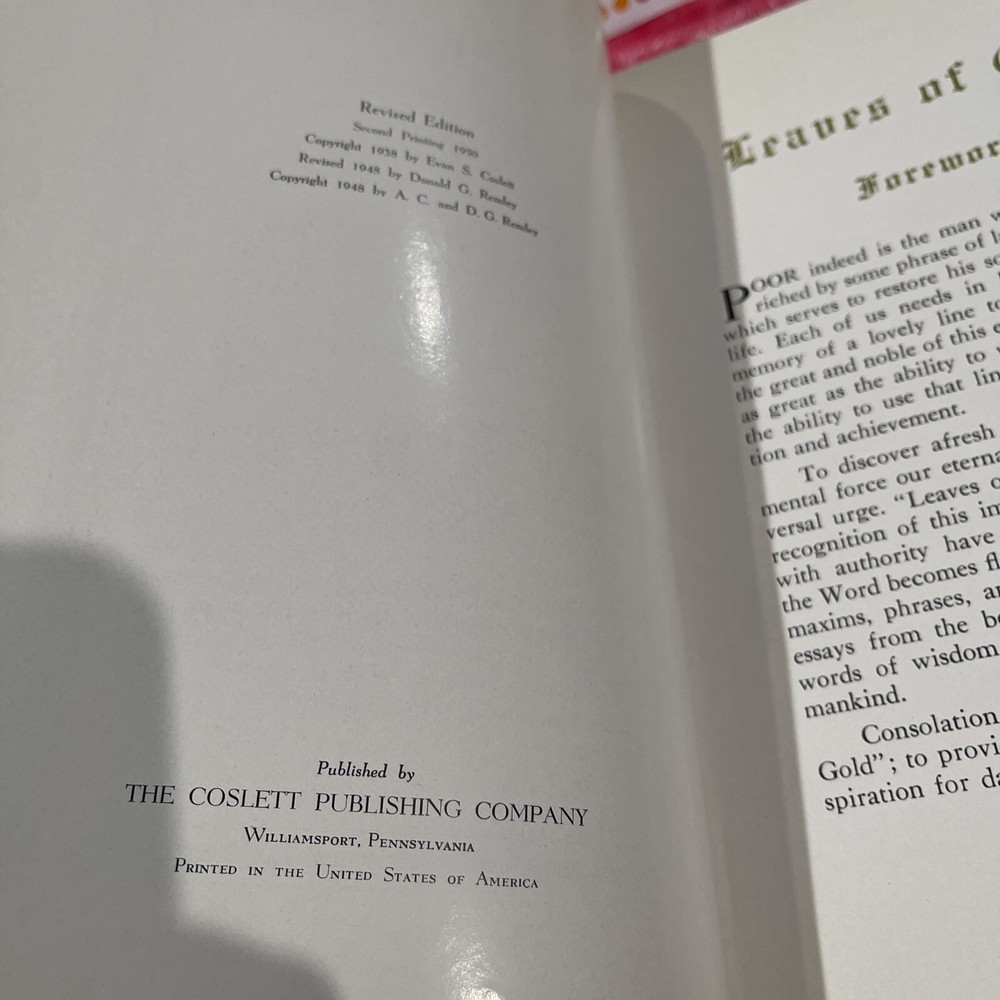 Revised Edition
Second Printing 1950
Copyright 1938 by Evan S. Coslett
Revised 1948 by Donald G. Remley
Copyright 1948 by A. C. and D. G. Remley
Published by
THE COSLETT PUBLISHING COMPANY
WILLIAMSPORT, PENNSYLVANIA
PRINTED IN THE UNITED STATES OF AMERICA
Leaves of
Forewor
POOR indeed is the man
riched by some phrase of
which serves to restore his
life. Each of us needs in
memory of a lovely line
the great and noble of this
as great as the ability to
the ability to use that
tion and achievement.
To discover afresh
mental force our
versal urge. "Leaves
recognition of this
with authority have
the Word becomes
maxims, phrases,
essays from the
words of wisdom
mankind.
Consolation
Gold"; to
spiration for